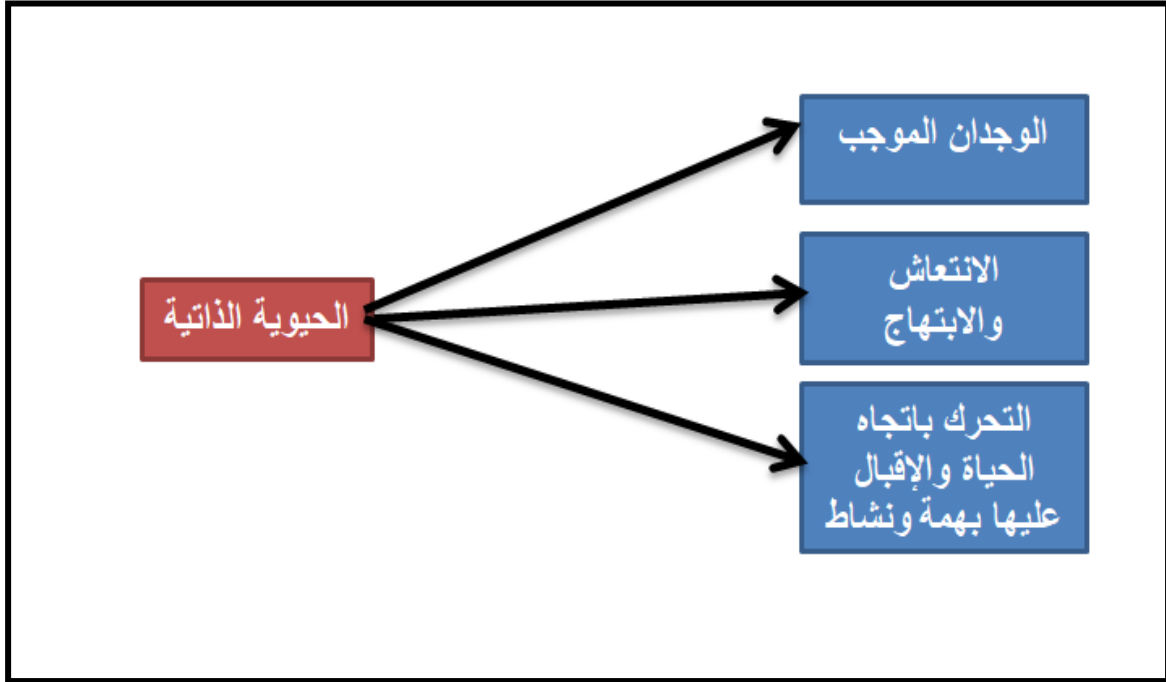 الوجدان الموجب
الانتعاش
والابتهاج
الحيوية الذاتية
التحرك باتجاه
الحياة والإقبال
عليها بهمة ونشاط